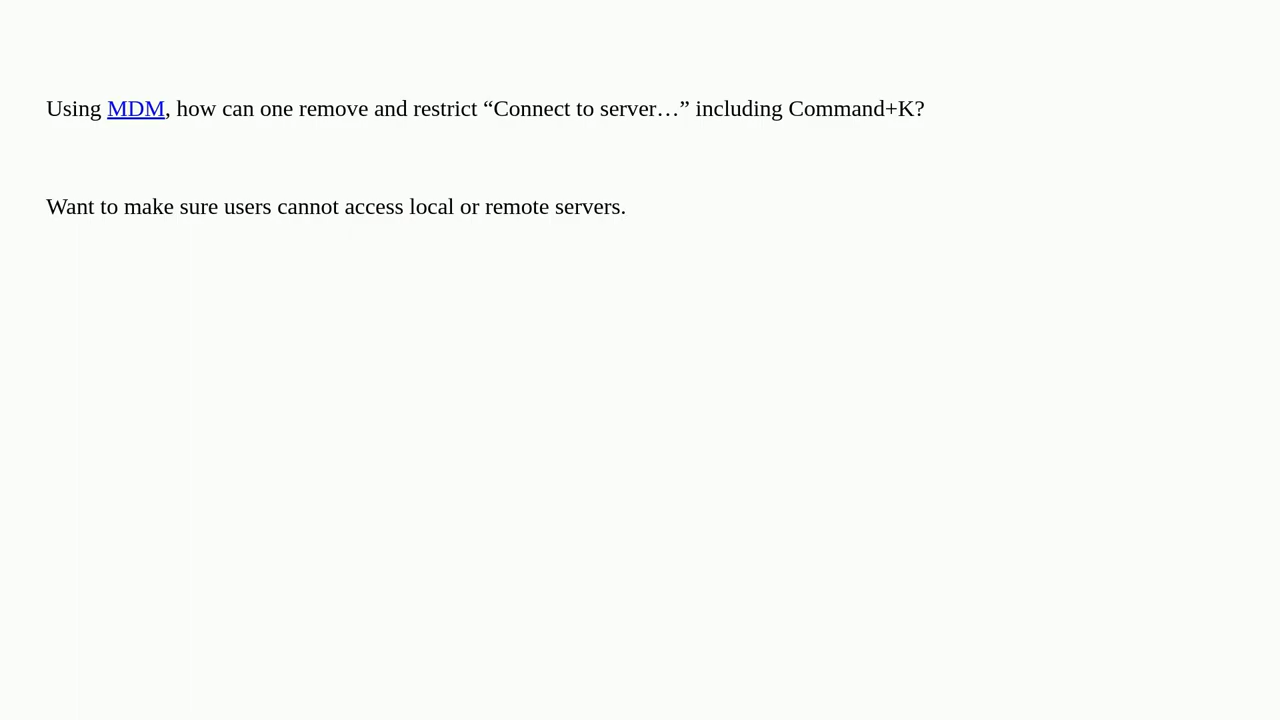 Using MDM, how can one remove and restrict “Connect to server…” including Command+K?
Want to make sure users cannot access local or remote servers.